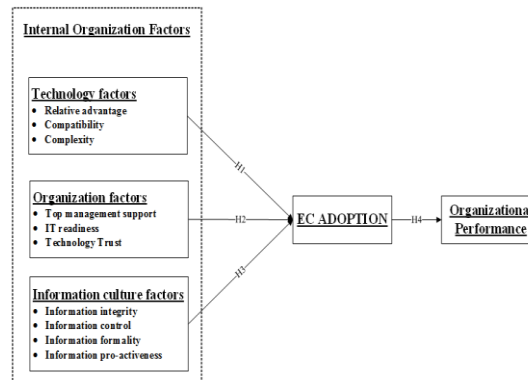 Internal Organization Factors
Technology factors
• Relative advantage
• Compatibility
• Complexity
H1
Organization factors
• Top management support
• IT readiness
• Technology Trust
H2
EC ADOPTION
H4
Organizational
Performance
H3
Information culture factors
• Information integrity
• Information control
• Information formality
• Information pro-activeness